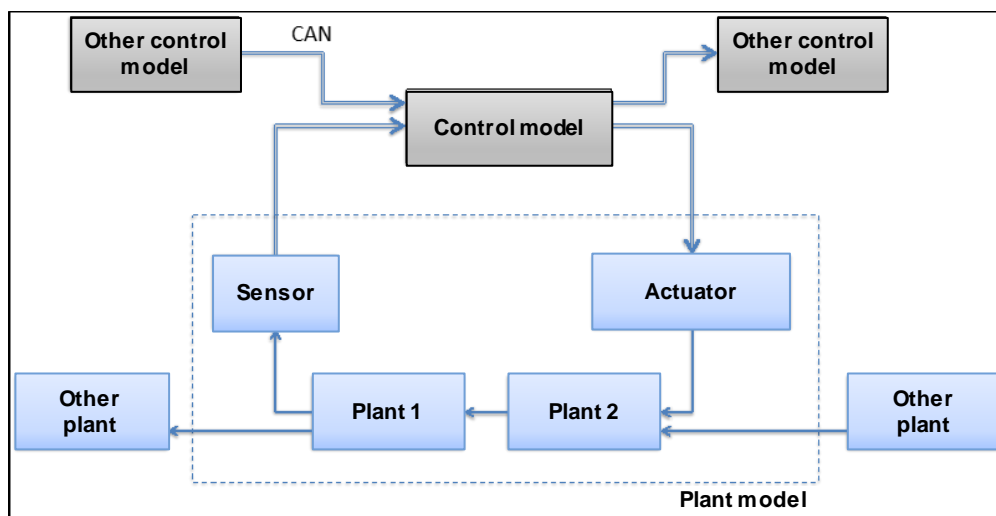 Other control
model
CAN
Other control
model
Control model
Sensor
Actuator
Other
plant
Plant 1
Plant 2
Other
plant
Plant model